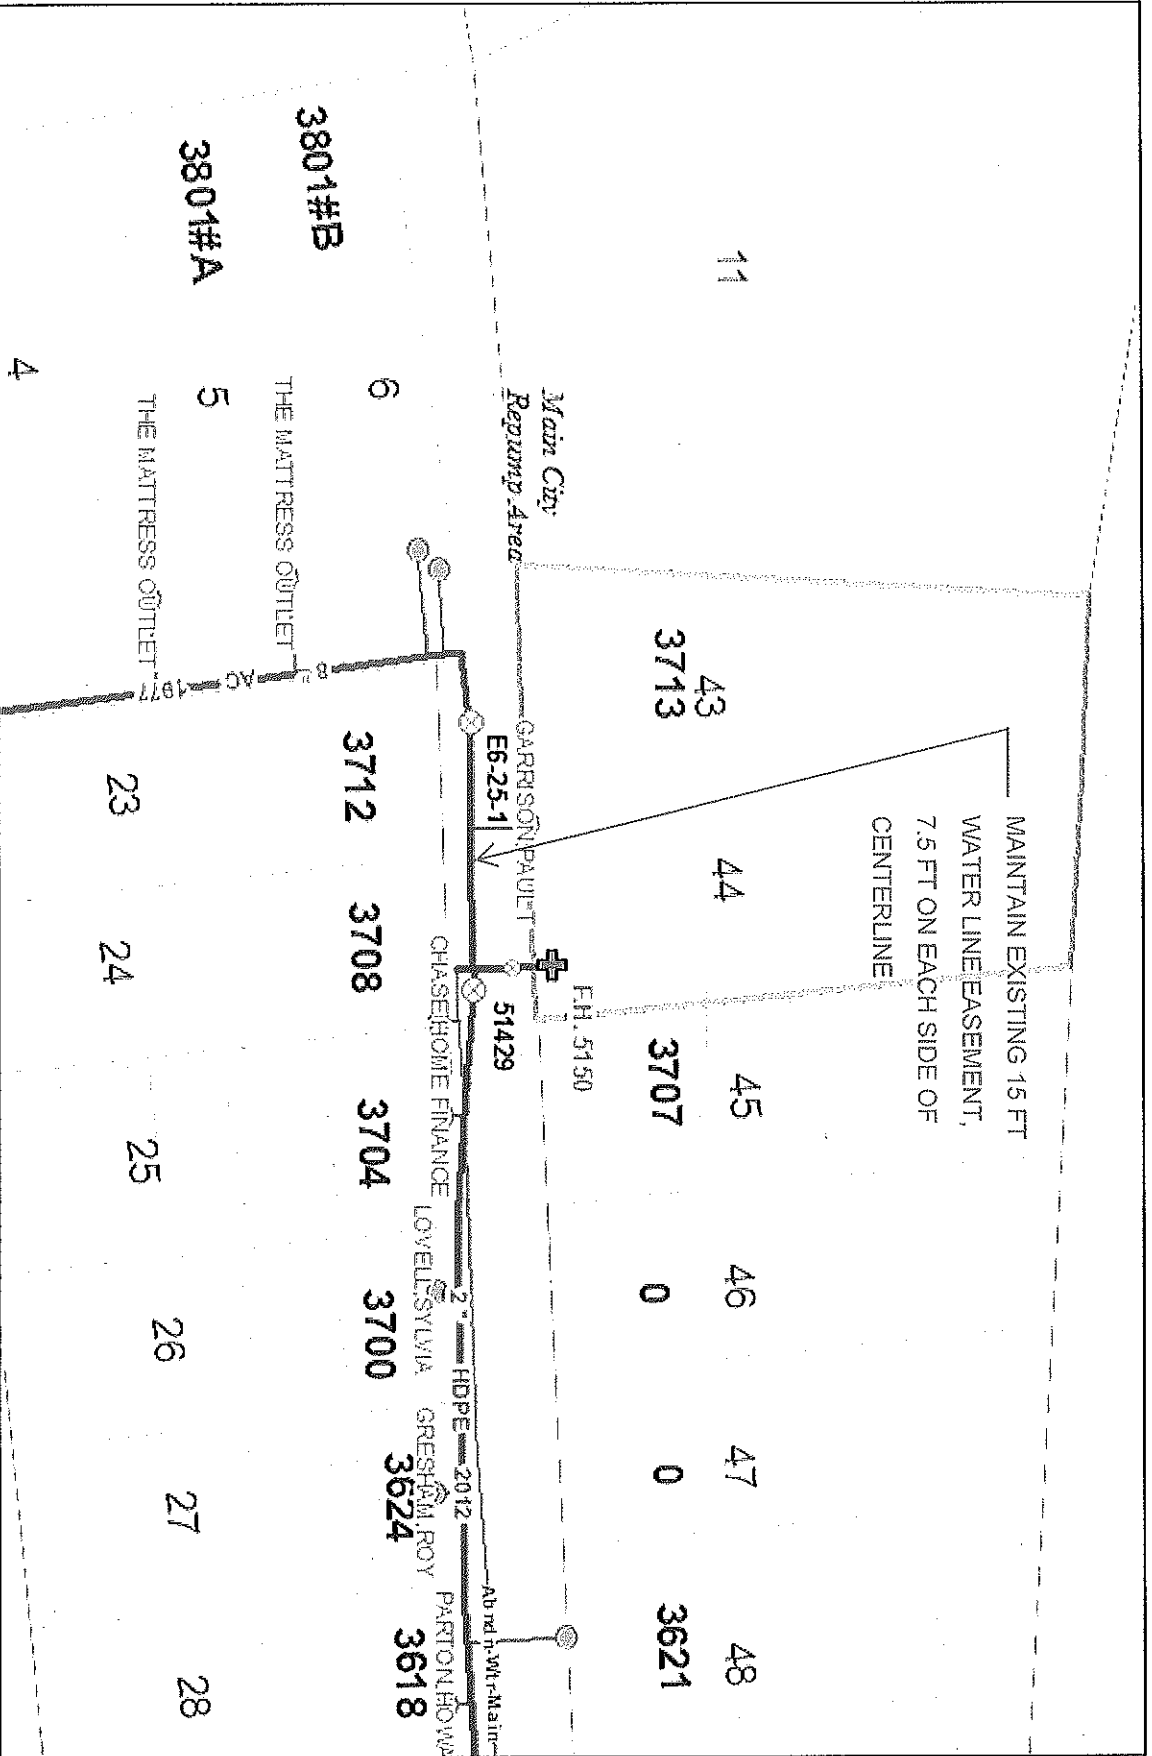 MAINTAIN EXISTING 15 FT
WATER LINE EASEMENT,
7.5 FT ON EACH SIDE OF
CENTERLINE
11
43
3713
44
45
3707
46
0
47
0
48
3621
Main City
Repump Area
GARRISON, PAUL T
F.H. 5150
E6-25-1
51429
Abndn-Wtr-Main
3801#B
3801#A
6
5
4
THE MATTRESS OUTLET
THE MATTRESS OUTLET
8 " AC 1977
2 " HDPE 2012
CHASE HOME FINANCE
LOVELL, SYLVIA
GRESHAM, ROY
PARTON, HOWA
3712
3708
3704
3700
3624
3618
23
24
25
26
27
28